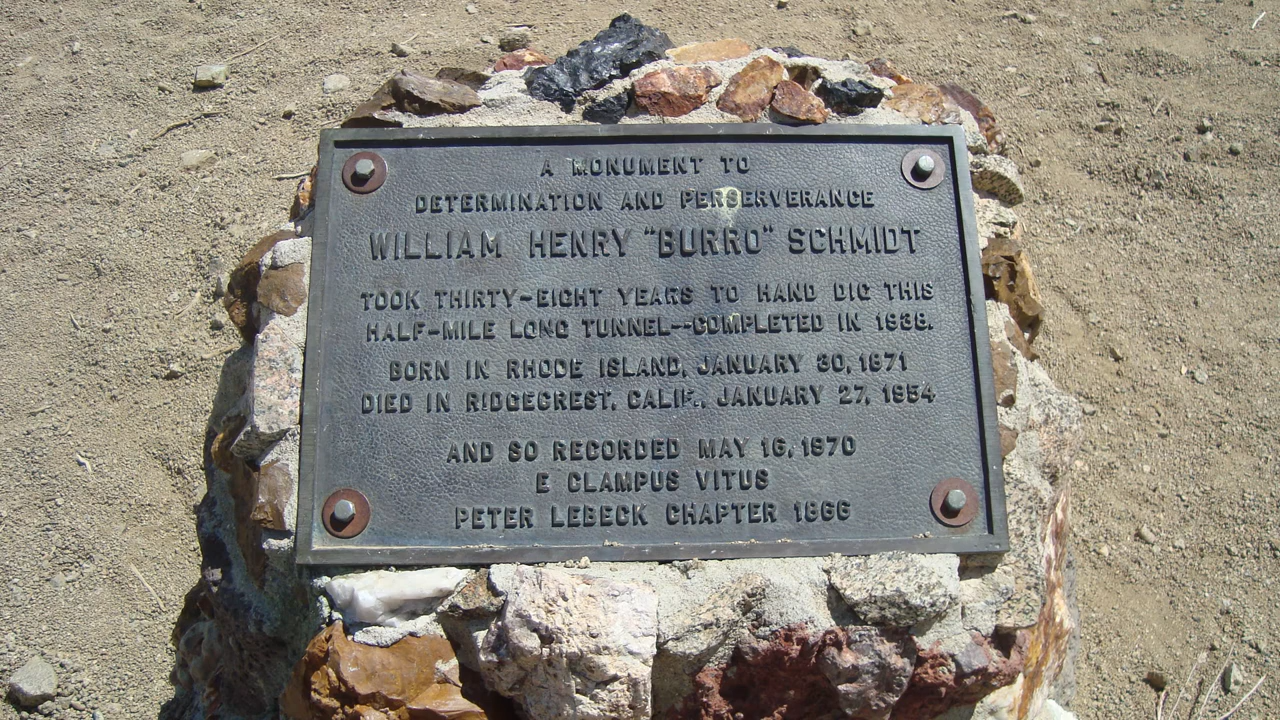 A MONUMENT TO
DETERMINATION AND PERSERVERANCE
WILLIAM HENRY "BURRO" SCHMIDT
TOOK THIRTY-EIGHT YEARS TO HAND DIG THIS
HALF-MILE LONG TUNNEL--COMPLETED IN 1938.
BORN IN RHODE ISLAND, JANUARY 30, 1871
DIED IN RIDGECREST, CALIF., JANUARY 27, 1954
AND SO RECORDED MAY 16, 1970
E CLAMPUS VITUS
PETER LEBECK CHAPTER 1866